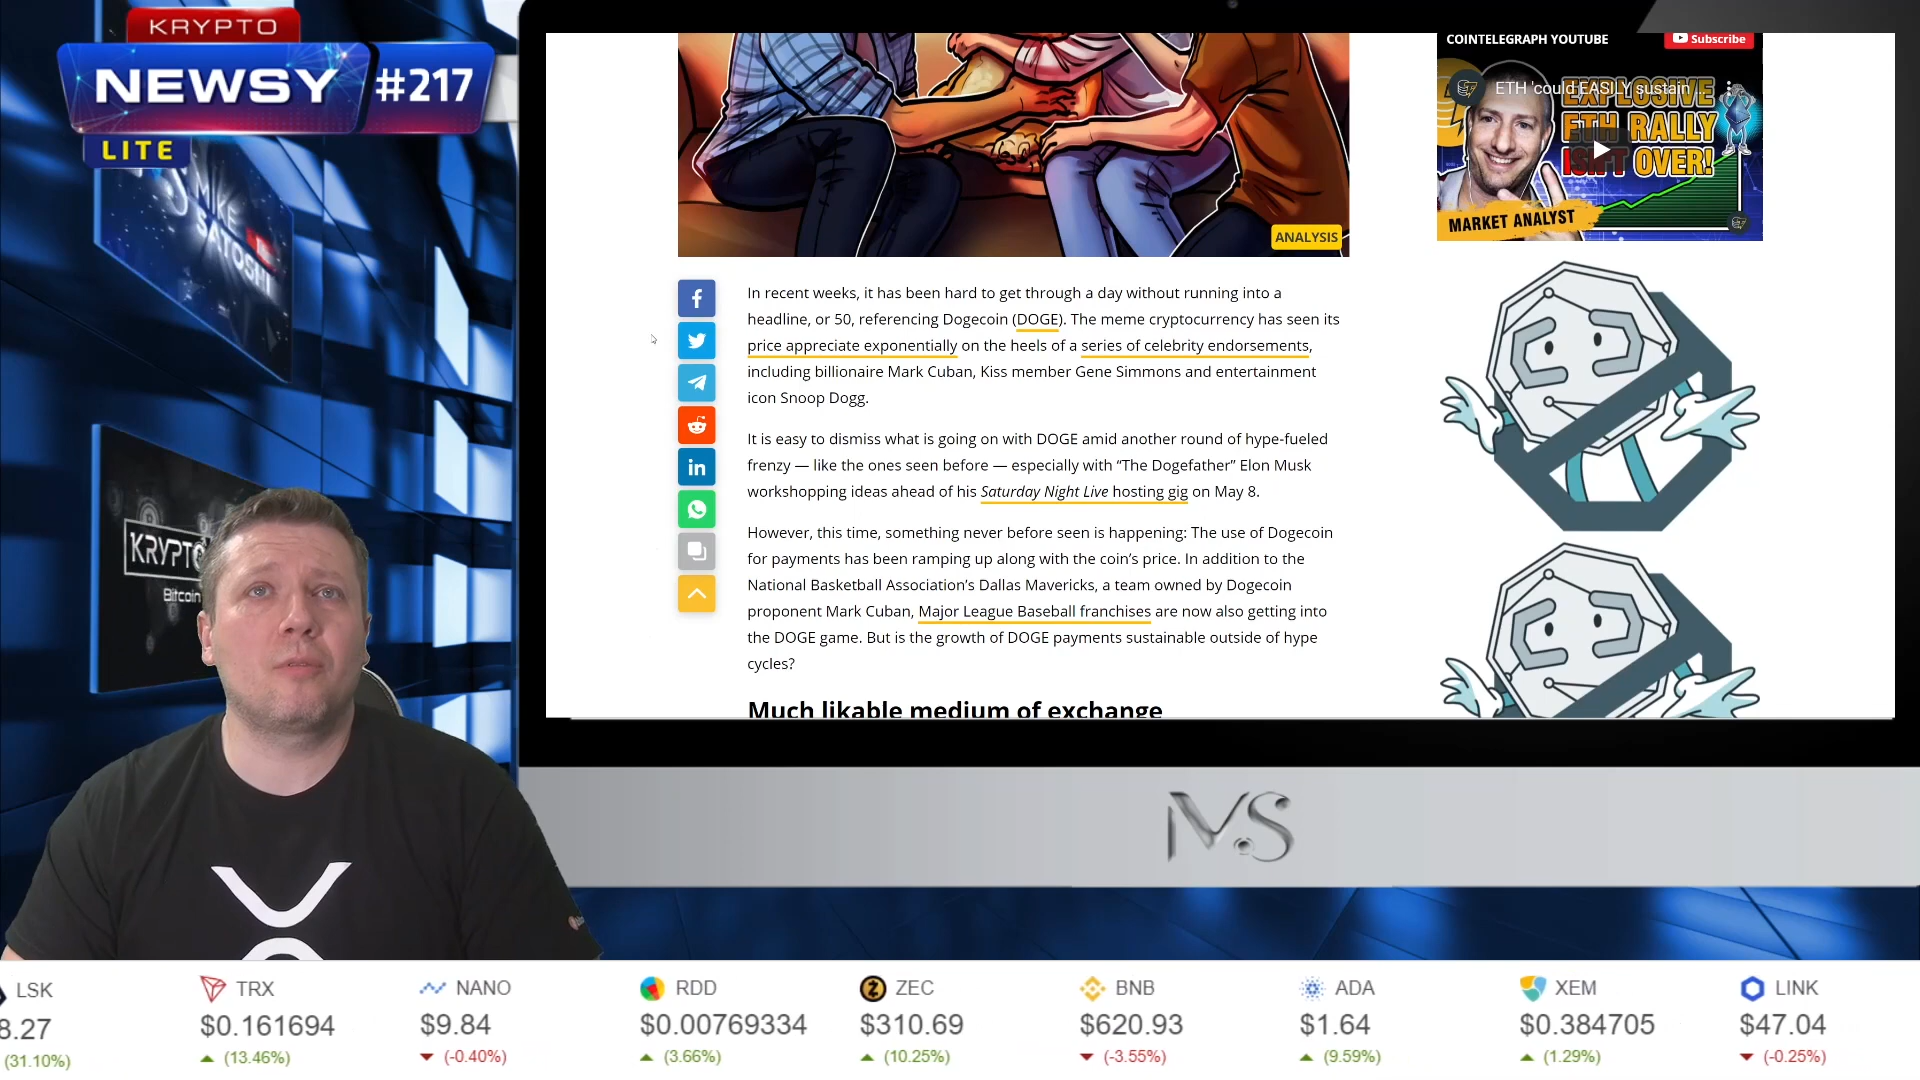 KRYPTO
NEWSY #217
LITE
MIKE
SATOSHI
KRYPTO
Bitcoin
ANALYSIS
In recent weeks, it has been hard to get through a day without running into a
headline, or 50, referencing Dogecoin (DOGE). The meme cryptocurrency has seen its
price appreciate exponentially on the heels of a series of celebrity endorsements,
including billionaire Mark Cuban, Kiss member Gene Simmons and entertainment
icon Snoop Dogg.
It is easy to dismiss what is going on with DOGE amid another round of hype-fueled
frenzy — like the ones seen before — especially with “The Dogefather” Elon Musk
workshopping ideas ahead of his Saturday Night Live hosting gig on May 8.
However, this time, something never before seen is happening: The use of Dogecoin
for payments has been ramping up along with the coin’s price. In addition to the
National Basketball Association’s Dallas Mavericks, a team owned by Dogecoin
proponent Mark Cuban, Major League Baseball franchises are now also getting into
the DOGE game. But is the growth of DOGE payments sustainable outside of hype
cycles?
Much likable medium of exchange
COINTELEGRAPH YOUTUBE
Subscribe
ETH 'could EASILY sustain ...
EXPLOSIVE
ETH RALLY
ISN'T OVER!
MARKET ANALYST
MS
LSK
8.27
(31.10%)
TRX
$0.161694
(13.46%)
NANO
$9.84
(-0.40%)
RDD
$0.00769334
(3.66%)
ZEC
$310.69
(10.25%)
BNB
$620.93
(-3.55%)
ADA
$1.64
(9.59%)
XEM
$0.384705
(1.29%)
LINK
$47.04
(-0.25%)